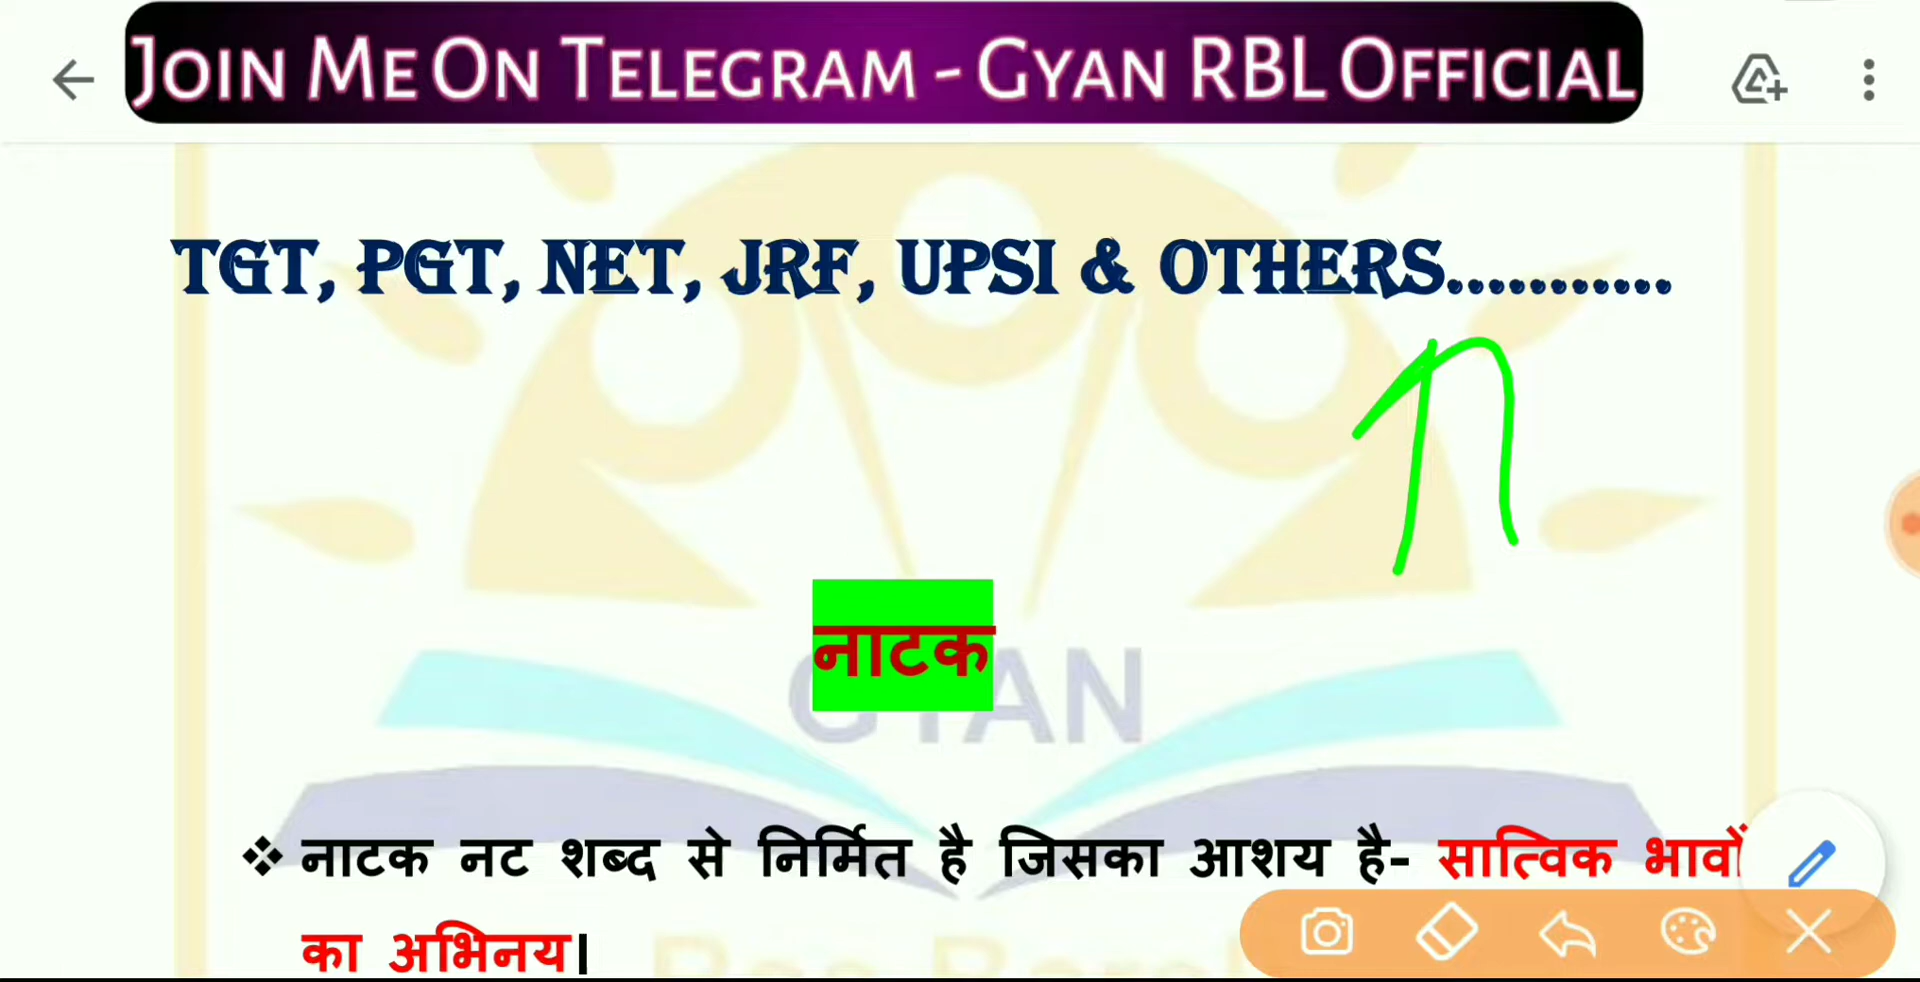 JOIN ME ON TELEGRAM - GYAN RBL OFFICIAL
TGT, PGT, NET, JRF, UPSI & OTHERS...........
नाटक
GYAN
❖ नाटक नट शब्द से निर्मित है जिसका आशय है- सात्विक भावों
का अभिनय।